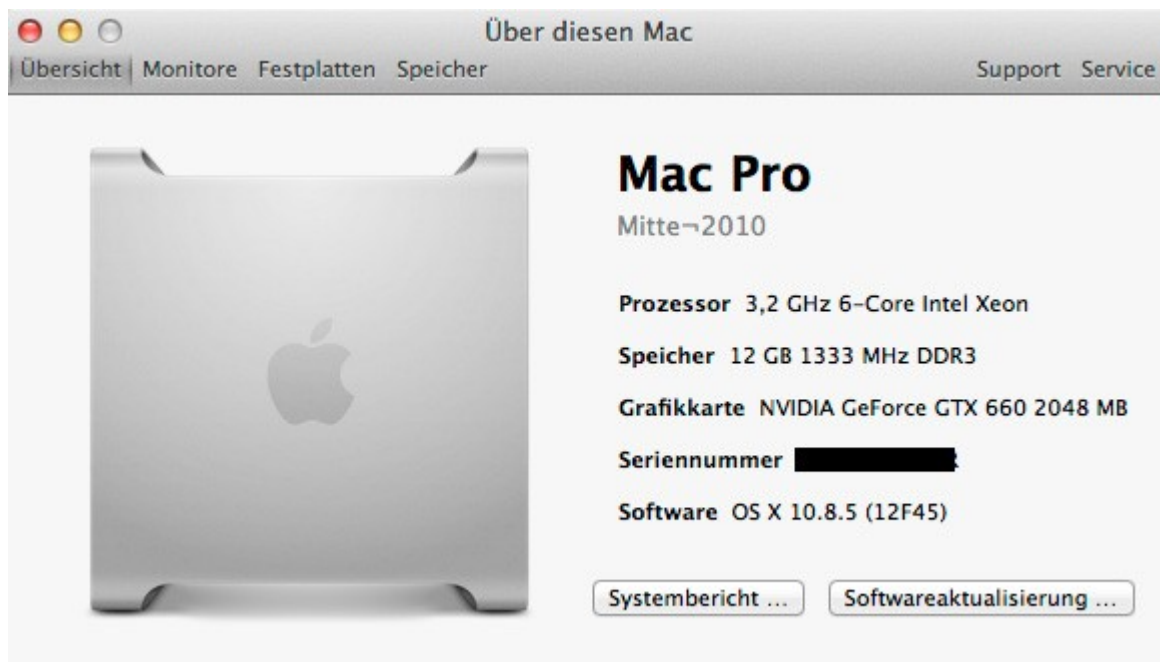 Über diesen Mac
Übersicht Monitore Festplatten Speicher Support Service
Mac Pro
Mitte¬2010
Prozessor 3,2 GHz 6-Core Intel Xeon
Speicher 12 GB 1333 MHz DDR3
Grafikkarte NVIDIA GeForce GTX 660 2048 MB
Seriennummer
Software OS X 10.8.5 (12F45)
Systembericht ... Softwareaktualisierung ...